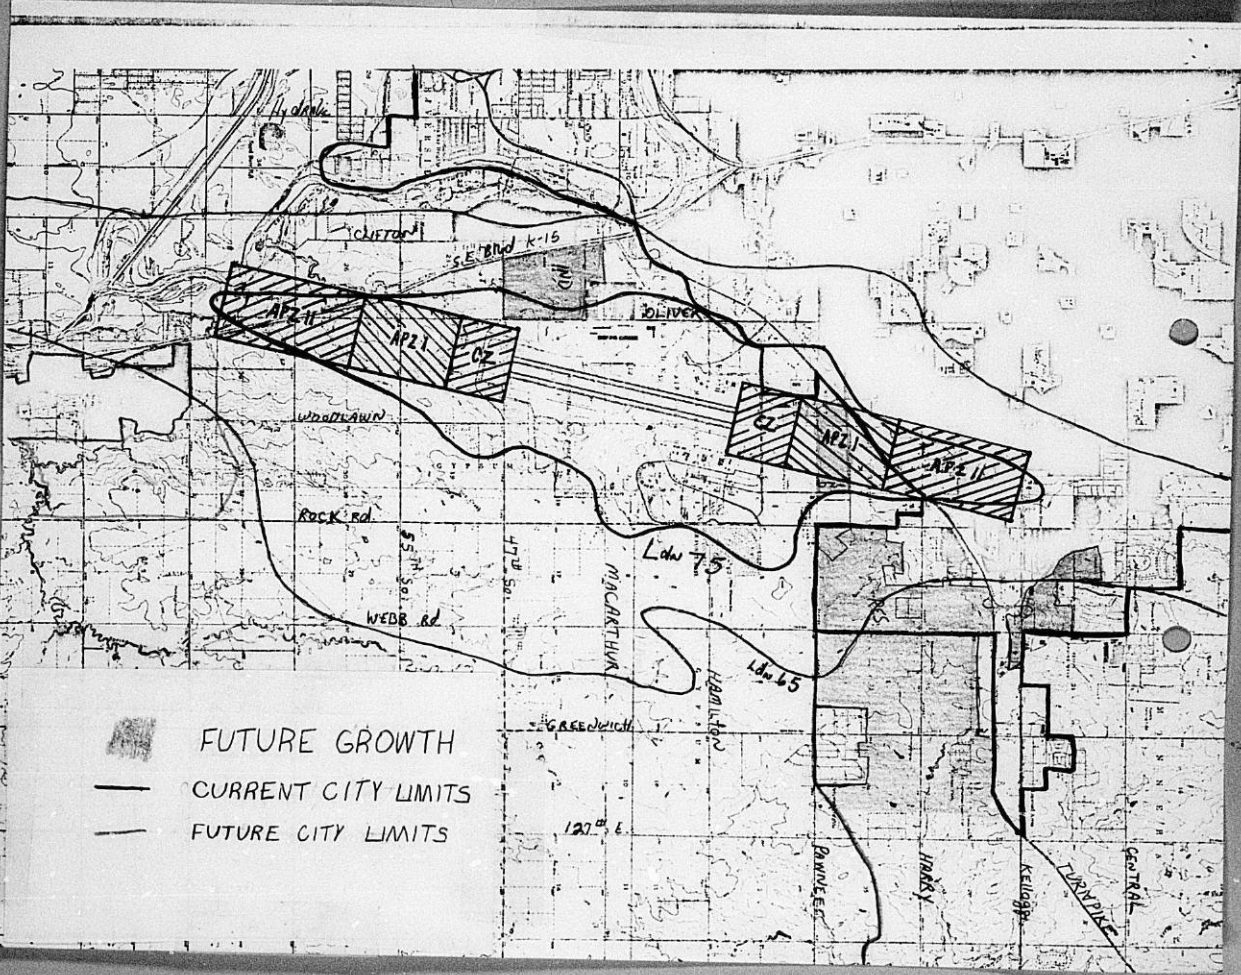 Hydraulic
CLIFTON
S.E. Blvd K-15
IND
OLIVER
APZ II
APZ I
CZ
CZ
APZ I
APZ II
WOODLAWN
ROCK Rd.
55th So.
47th So.
MACARTHUR
Ldn 75
WEBB Rd
Ldn 65
HAMILTON
GREENWICH
127th E.
PAWNEE
HARRY
Kellogg
TURNPIKE
CENTRAL
FUTURE GROWTH
CURRENT CITY LIMITS
FUTURE CITY LIMITS